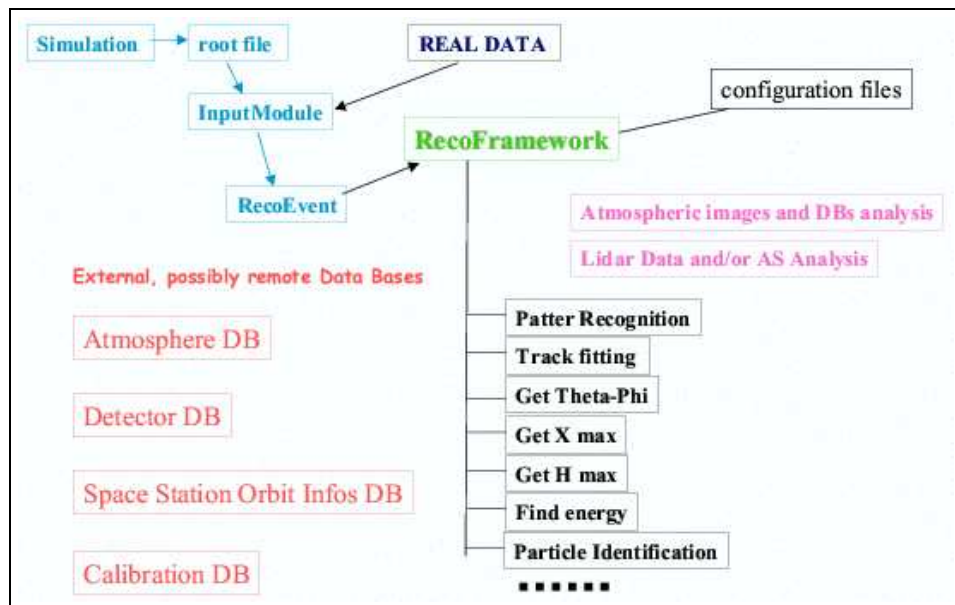 Simulation
root file
REAL DATA
configuration files
InputModule
RecoFramework
RecoEvent
Atmospheric images and DBs analysis
Lidar Data and/or AS Analysis
External, possibly remote Data Bases
Atmosphere DB
Detector DB
Space Station Orbit Infos DB
Calibration DB
Patter Recognition
Track fitting
Get Theta-Phi
Get X max
Get H max
Find energy
Particle Identification
......